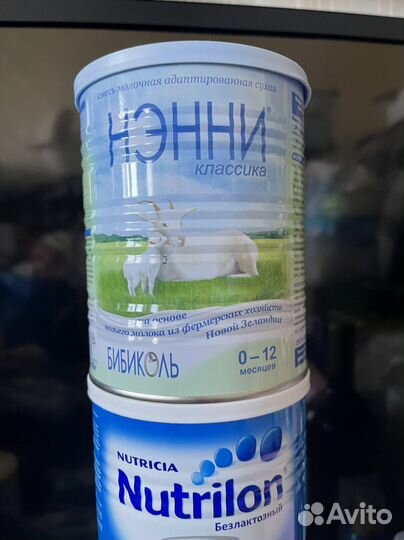 смесь молочная адаптированная сухая
НЭННИ®
классика
на основе
козьего молока из фермерских хозяйств
Новой Зеландии
БИБИКОЛЬ
0–12
месяцев
NUTRICIA
Nutrilon®
Безлактозный
Avito